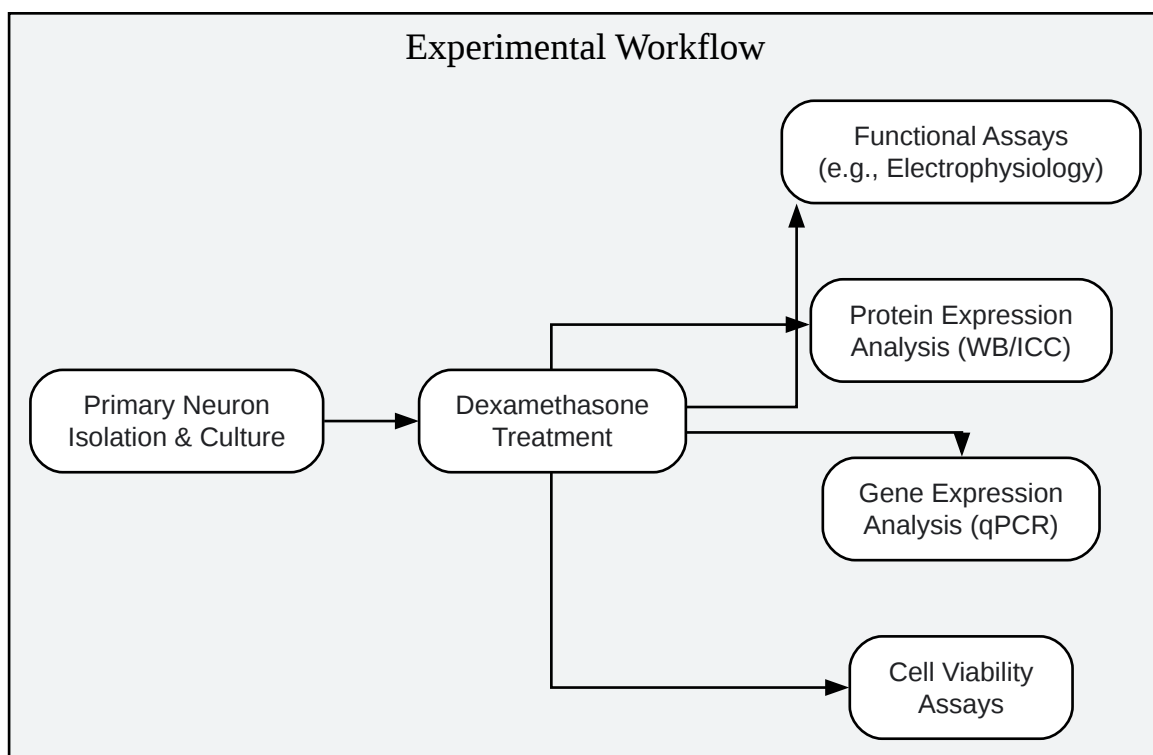 Experimental Workflow
Functional Assays
(e.g., Electrophysiology)
Protein Expression
Analysis (WB/ICC)
Primary Neuron
Isolation & Culture
Dexamethasone
Treatment
Gene Expression
Analysis (qPCR)
Cell Viability
Assays